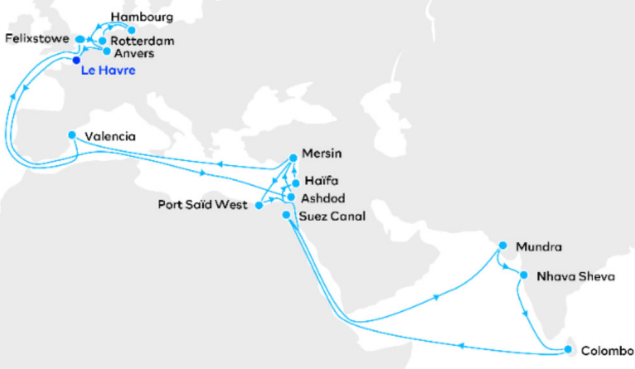 Hambourg
Felixstowe
Rotterdam
Anvers
Le Havre
Valencia
Mersin
Haïfa
Ashdod
Port Saïd West
Suez Canal
Mundra
Nhava Sheva
Colombo